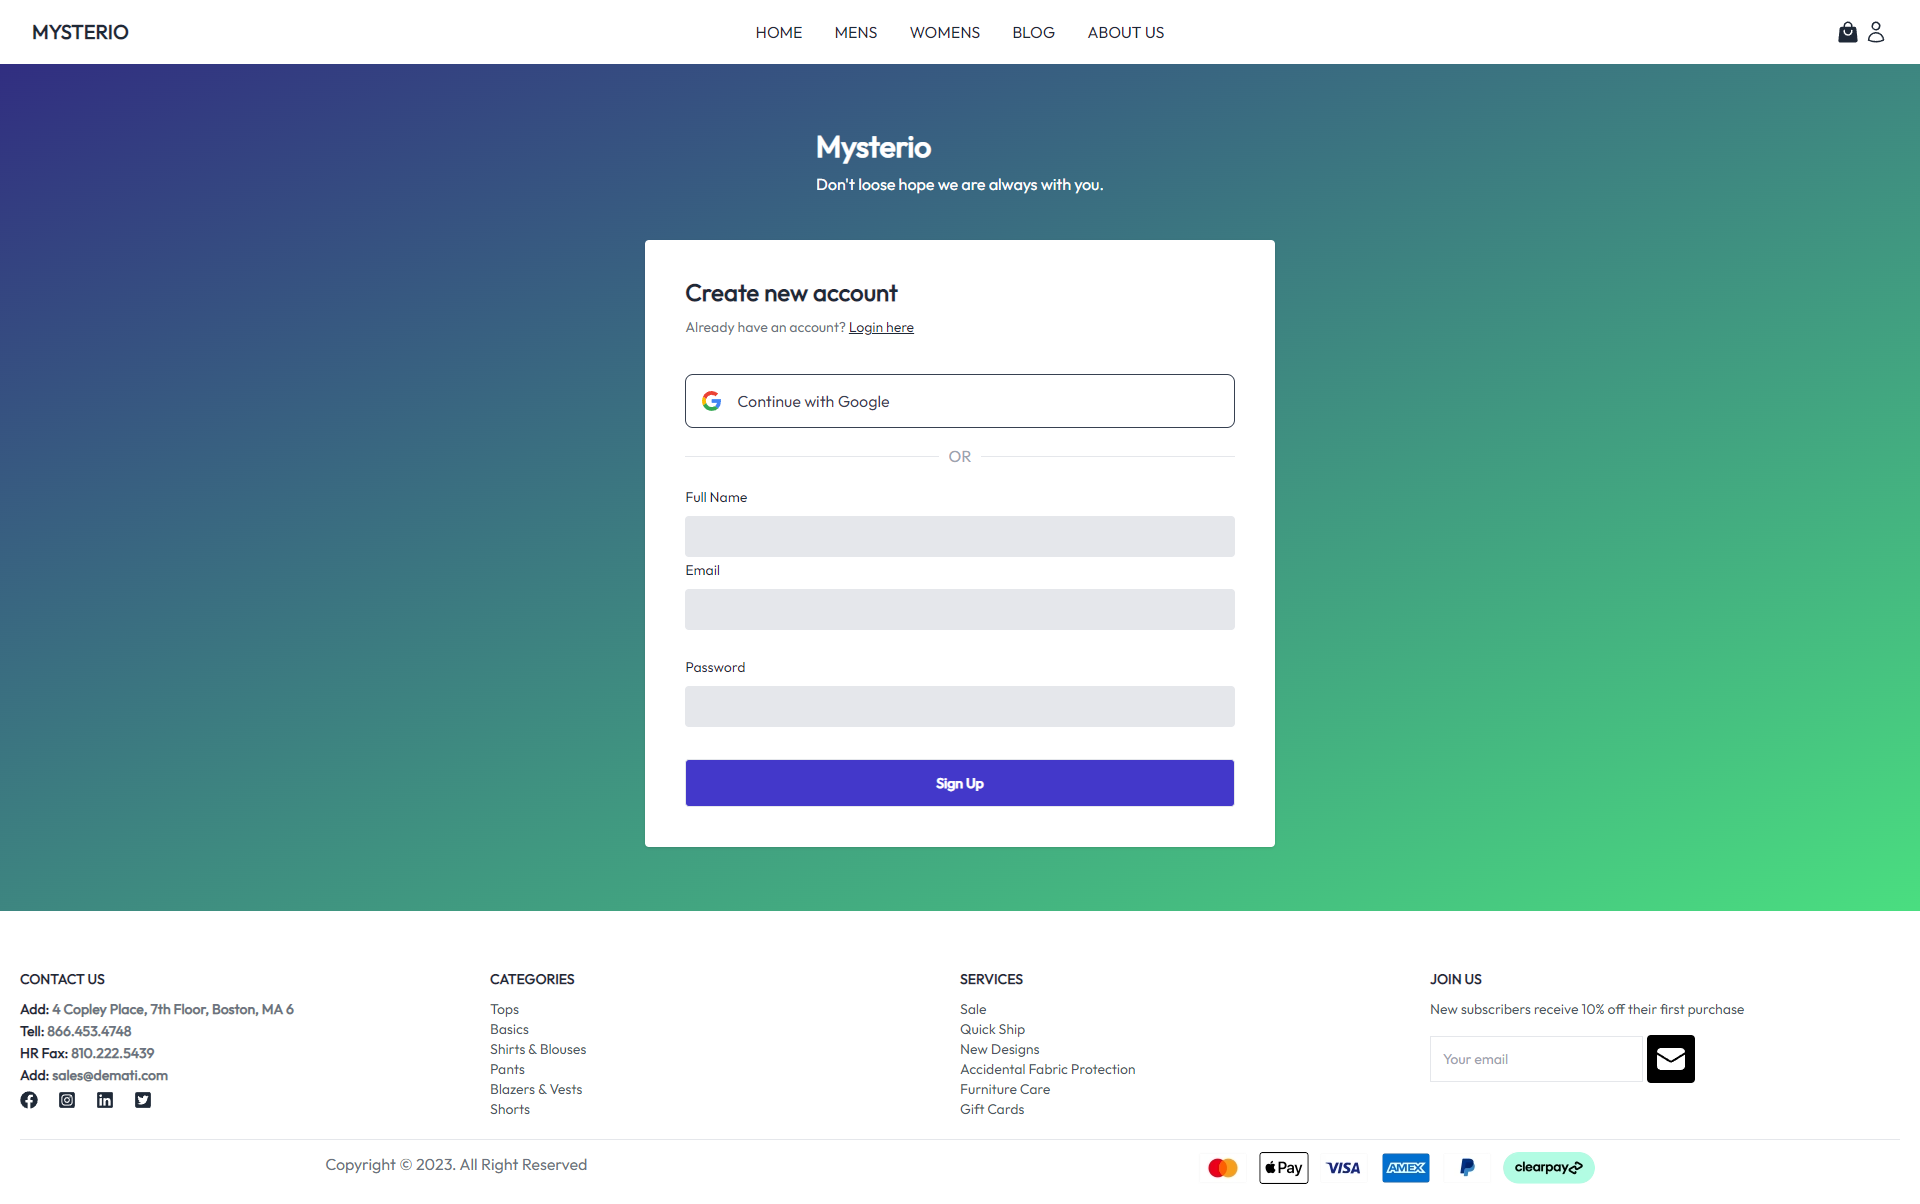 MYSTERIO
HOME MENS WOMENS BLOG ABOUT US
Mysterio
Don't loose hope we are always with you.
Create new account
Already have an account? Login here
Continue with Google
OR
Full Name
Email
Password
Sign Up
CONTACT US
Add: 4 Copley Place, 7th Floor, Boston, MA 6
Tell: 866.453.4748
HR Fax: 810.222.5439
Add: sales@demati.com
CATEGORIES
Tops
Basics
Shirts & Blouses
Pants
Blazers & Vests
Shorts
SERVICES
Sale
Quick Ship
New Designs
Accidental Fabric Protection
Furniture Care
Gift Cards
JOIN US
New subscribers receive 10% off their first purchase
Your email
Copyright © 2023. All Right Reserved
Pay VISA AMEX clearpay